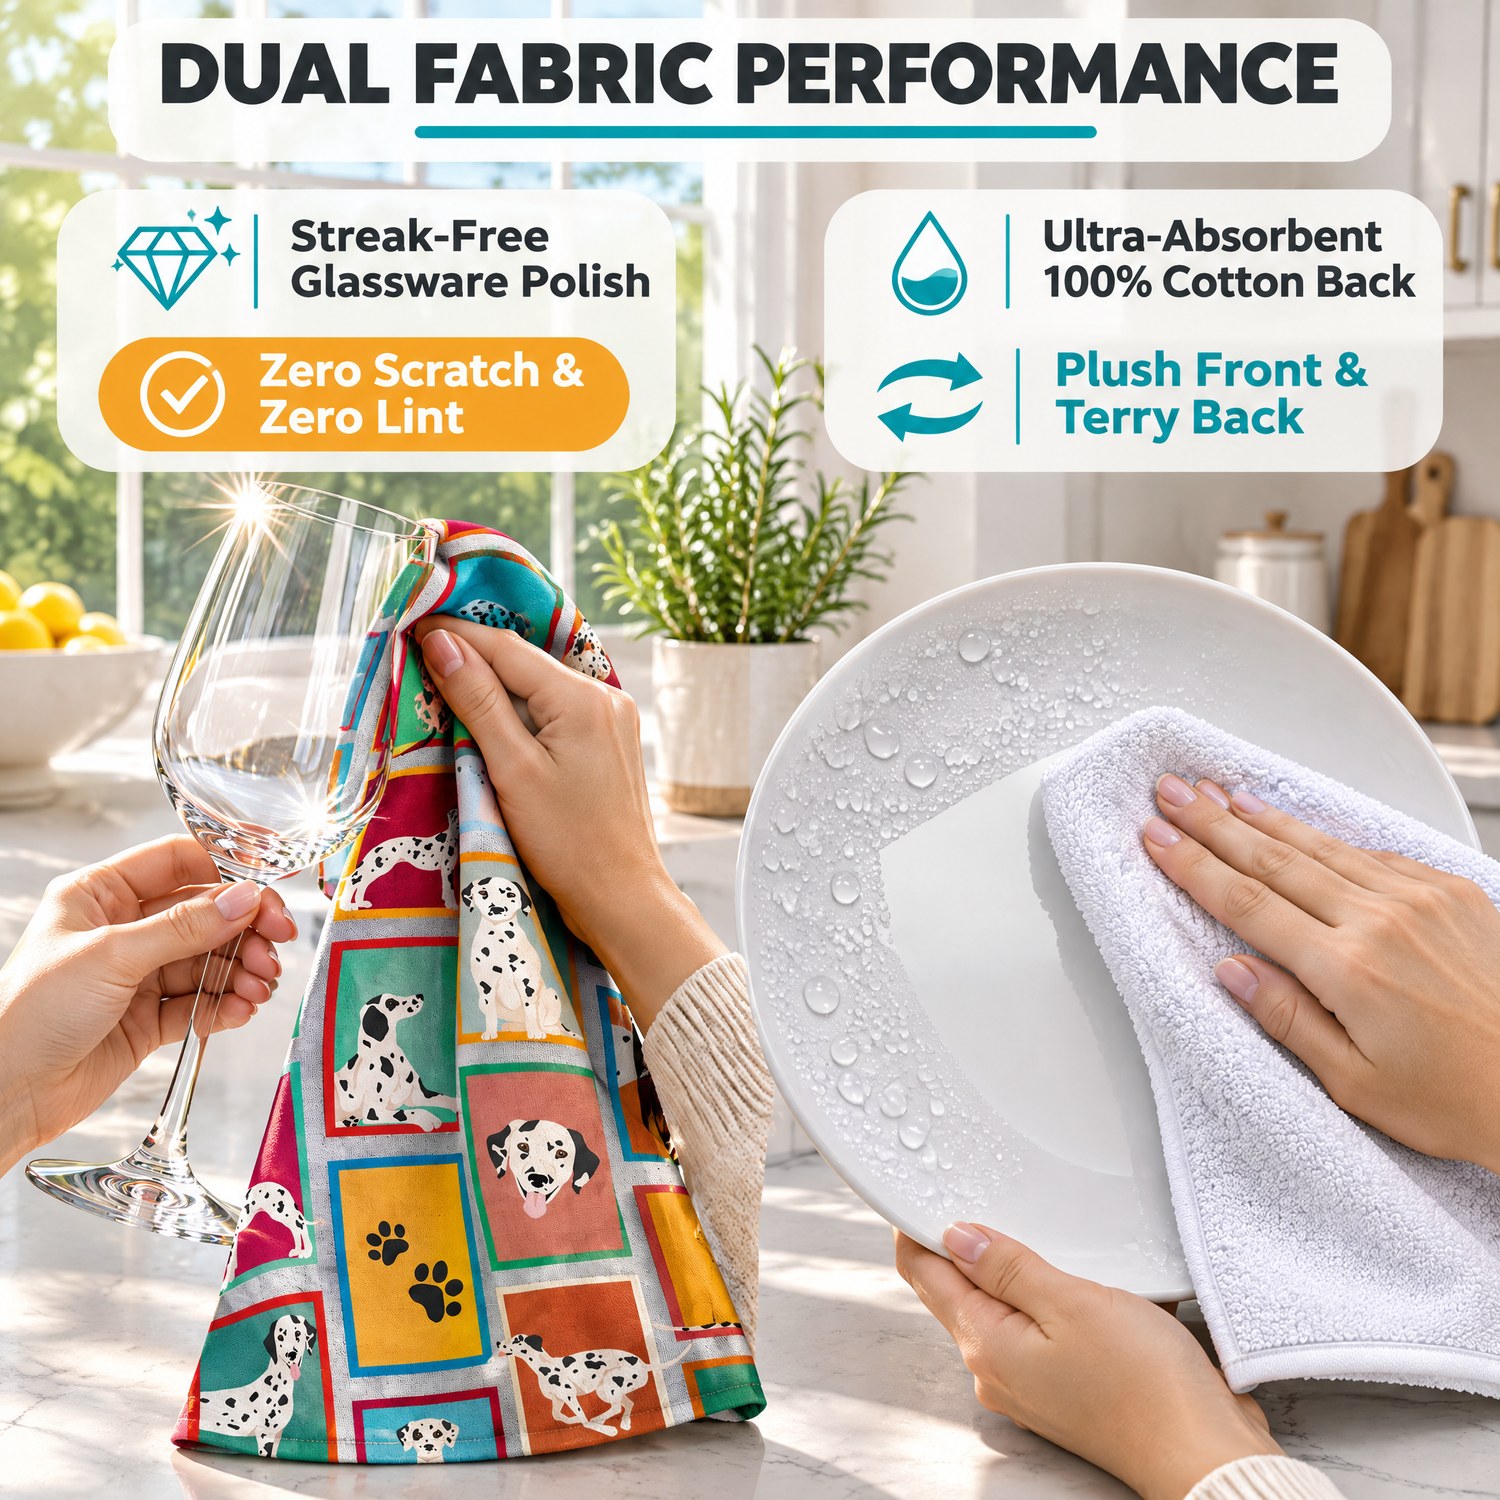 DUAL FABRIC PERFORMANCE
Streak-Free
Glassware Polish
Zero Scratch &
Zero Lint
Ultra-Absorbent
100% Cotton Back
Plush Front &
Terry Back